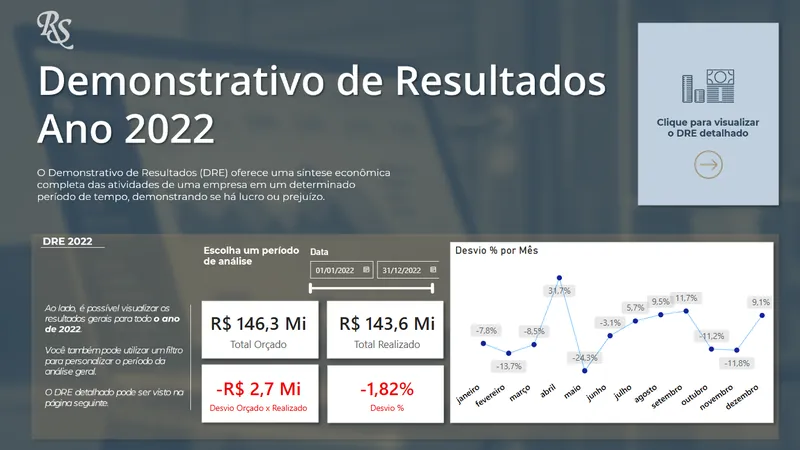 RS
Demonstrativo de Resultados
Ano 2022
O Demonstrativo de Resultados (DRE) oferece uma síntese econômica
completa das atividades de uma empresa em um determinado
período de tempo, demonstrando se há lucro ou prejuízo.
Clique para visualizar
o DRE detalhado
DRE 2022
Ao lado, é possível visualizar os
resultados gerais para todo o ano
de 2022.
Você também pode utilizar um filtro
para personalizar o período da
análise geral.
O DRE detalhado pode ser visto na
página seguinte.
Escolha um período
de análise
Data
01/01/2022
31/12/2022
R$ 146,3 Mi
Total Orçado
R$ 143,6 Mi
Total Realizado
-R$ 2,7 Mi
Desvio Orçado x Realizado
-1,82%
Desvio %
Desvio % por Mês
-7,8%
-13,7%
-8,5%
31,7%
-24,3%
-3,1%
5,7%
9,5%
11,7%
-11,2%
-11,8%
9,1%
janeiro
fevereiro
março
abril
maio
junho
julho
agosto
setembro
outubro
novembro
dezembro